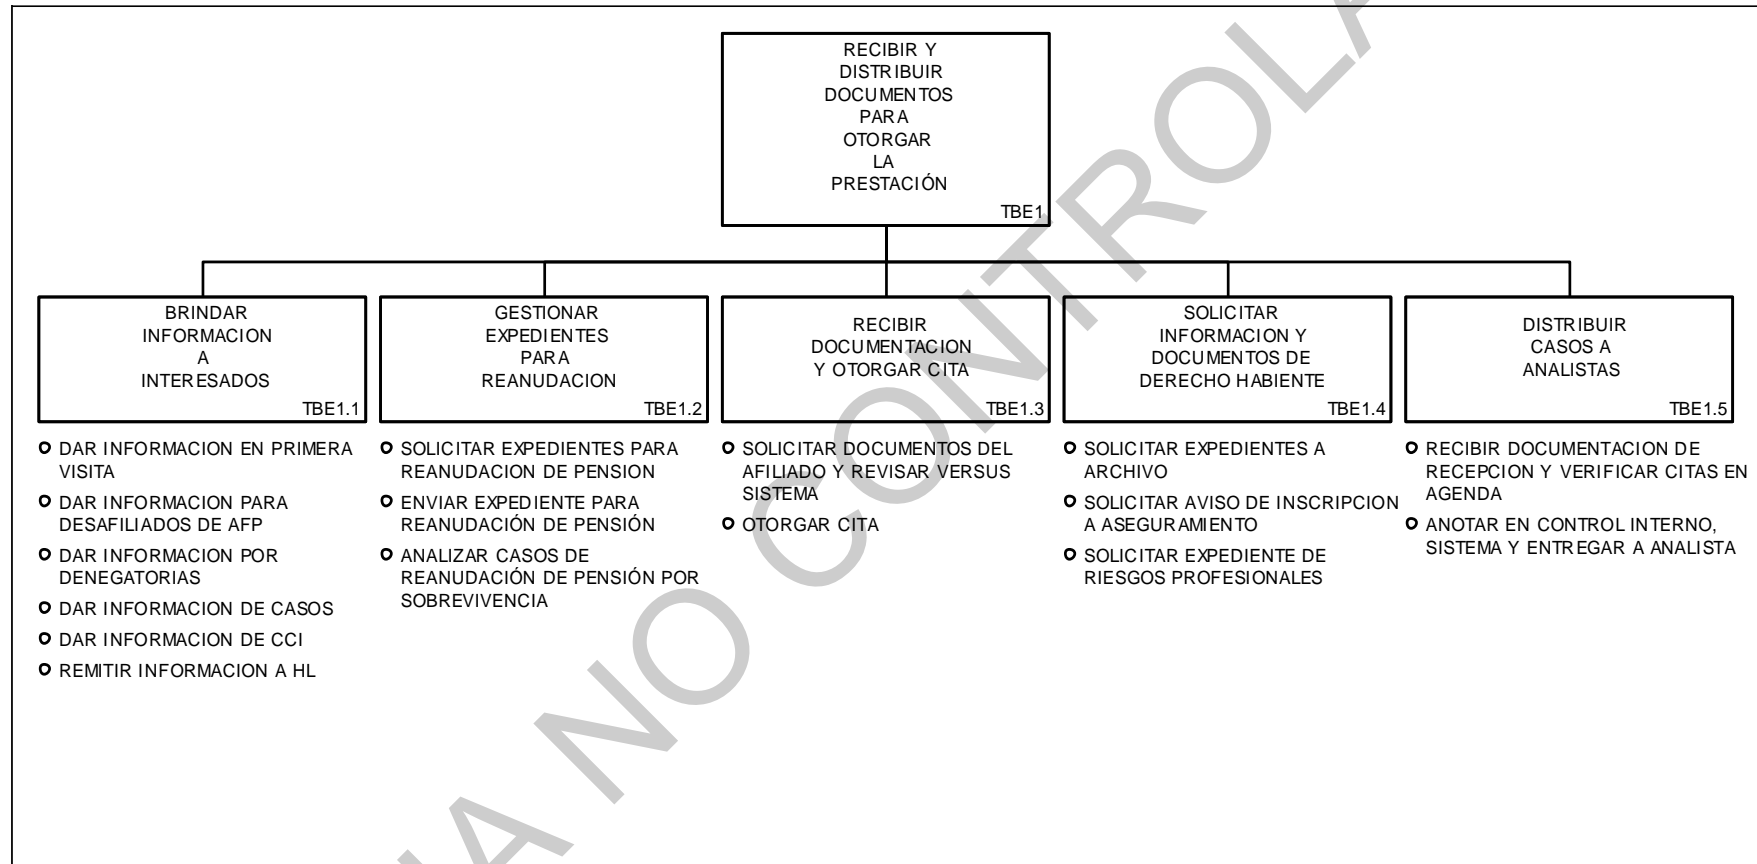 RECIBIR Y
DISTRIBUIR
DOCUMENTOS
PARA
OTORGAR
LA
PRESTACIÓN
TBE1
BRINDAR
INFORMACION
A
INTERESADOS
TBE1.1
GESTIONAR
EXPEDIENTES
PARA
REANUDACION
TBE1.2
RECIBIR
DOCUMENTACION
Y OTORGAR CITA
TBE1.3
SOLICITAR
INFORMACION Y
DOCUMENTOS DE
DERECHO HABIENTE
TBE1.4
DISTRIBUIR
CASOS A
ANALISTAS
TBE1.5
DAR INFORMACION EN PRIMERA
VISITA
DAR INFORMACION PARA
DESAFILIADOS DE AFP
DAR INFORMACION POR
DENEGATORIAS
DAR INFORMACION DE CASOS
DAR INFORMACION DE CCI
REMITIR INFORMACION A HL
SOLICITAR EXPEDIENTES PARA
REANUDACION DE PENSION
ENVIAR EXPEDIENTE PARA
REANUDACIÓN DE PENSIÓN
ANALIZAR CASOS DE
REANUDACIÓN DE PENSIÓN POR
SOBREVIVENCIA
SOLICITAR DOCUMENTOS DEL
AFILIADO Y REVISAR VERSUS
SISTEMA
OTORGAR CITA
SOLICITAR EXPEDIENTES A
ARCHIVO
SOLICITAR AVISO DE INSCRIPCION
A ASEGURAMIENTO
SOLICITAR EXPEDIENTE DE
RIESGOS PROFESIONALES
RECIBIR DOCUMENTACION DE
RECEPCION Y VERIFICAR CITAS EN
AGENDA
ANOTAR EN CONTROL INTERNO,
SISTEMA Y ENTREGAR A ANALISTA
NO